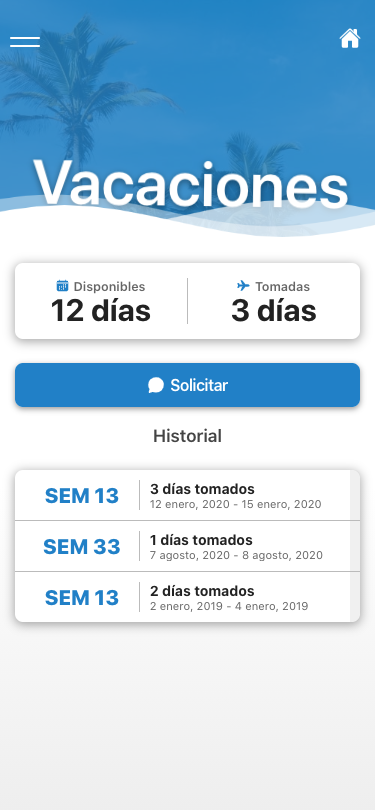 Vacaciones
Disponibles
12 días
Tomadas
3 días
Solicitar
Historial
SEM 13
3 días tomados
12 enero, 2020 - 15 enero, 2020
SEM 33
1 días tomados
7 agosto, 2020 - 8 agosto, 2020
SEM 13
2 días tomados
2 enero, 2019 - 4 enero, 2019